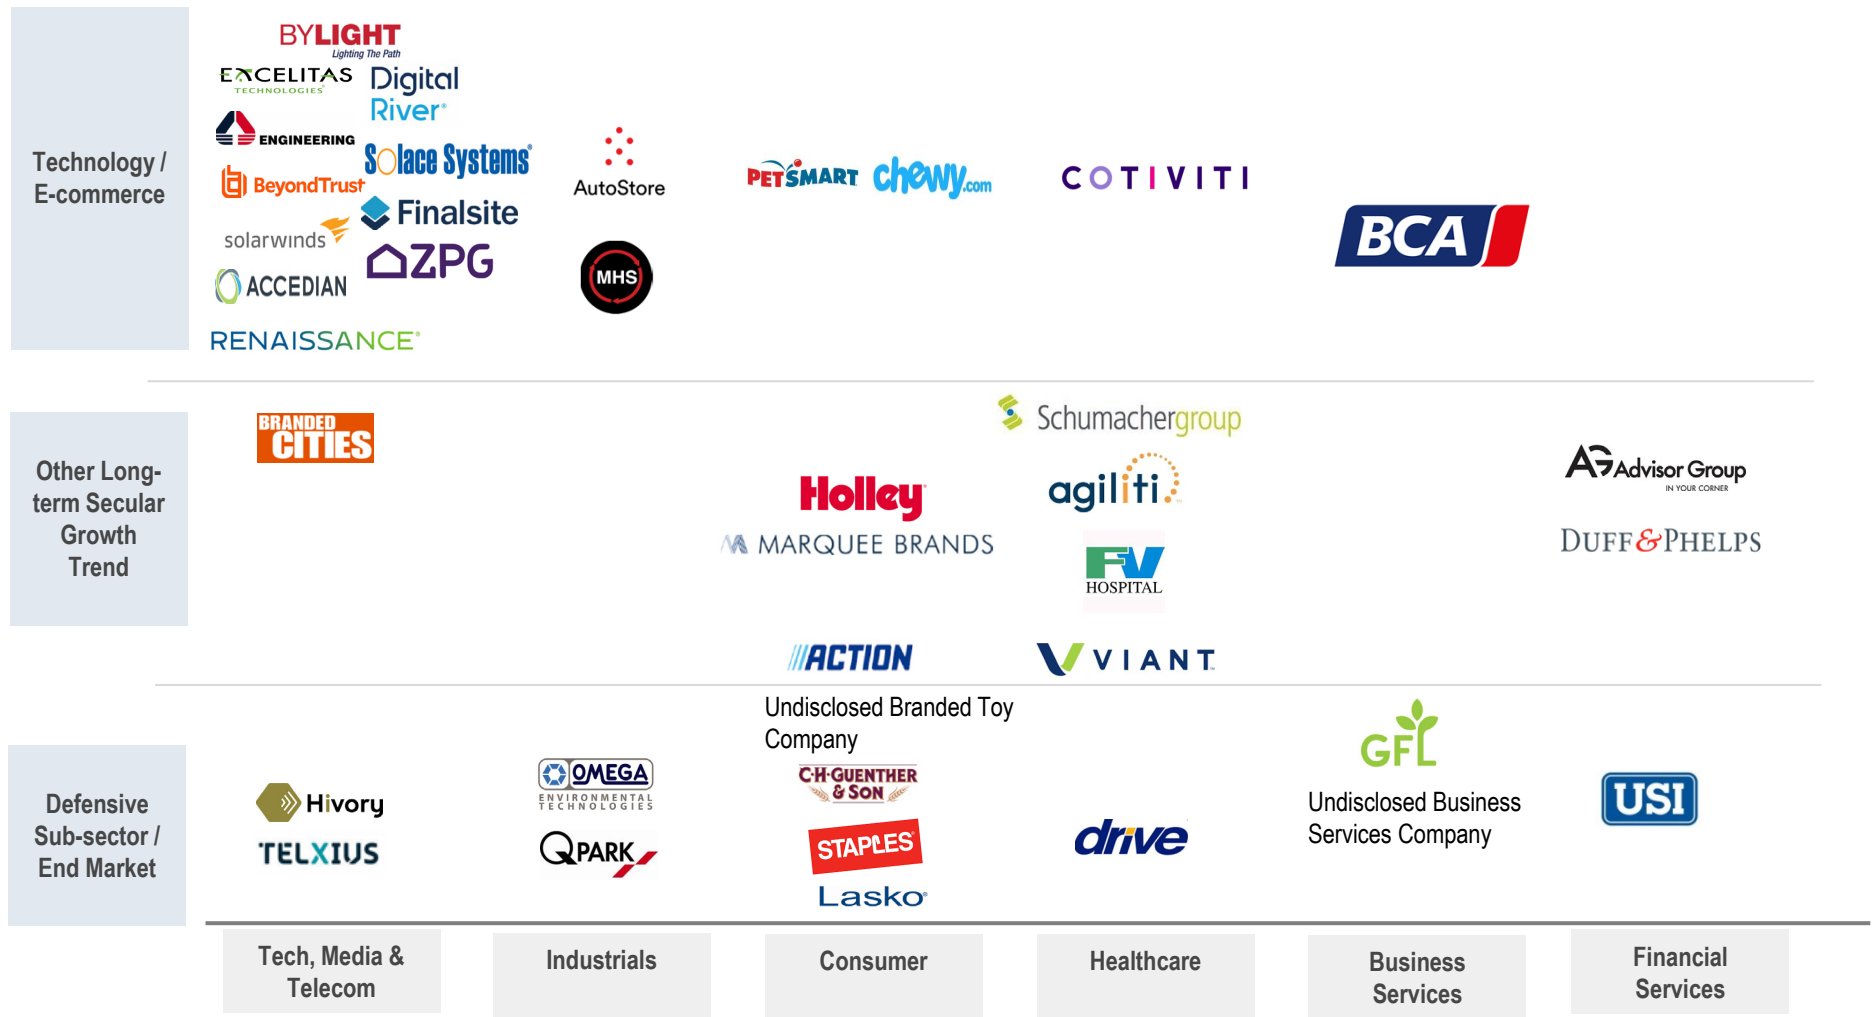 Technology /
E-commerce
BYLIGHT
Lighting The Path
EXCELITAS
TECHNOLOGIES®
Digital
River®
ENGINEERING
Solace Systems®
BeyondTrust
Finalsite
solarwinds
ZPG
ACCEDIAN
RENAISSANCE®
AutoStore
MHS
PETSMART
chewy.com
COTIVITI
BCA
Other Long-
term Secular
Growth
Trend
BRANDED
CITIES
Holley
MARQUEE BRANDS
ACTION
Schumachergroup
agiliti
FV
HOSPITAL
VIANT
AG Advisor Group
IN YOUR CORNER
DUFF & PHELPS
Defensive
Sub-sector /
End Market
Hivory
TELXIUS
OMEGA
ENVIRONMENTAL
TECHNOLOGIES
Q PARK
Undisclosed Branded Toy
Company
C·H·GUENTHER
& SON
STAPLES
Lasko®
drive
GFL
Undisclosed Business
Services Company
USI
Tech, Media &
Telecom
Industrials
Consumer
Healthcare
Business
Services
Financial
Services